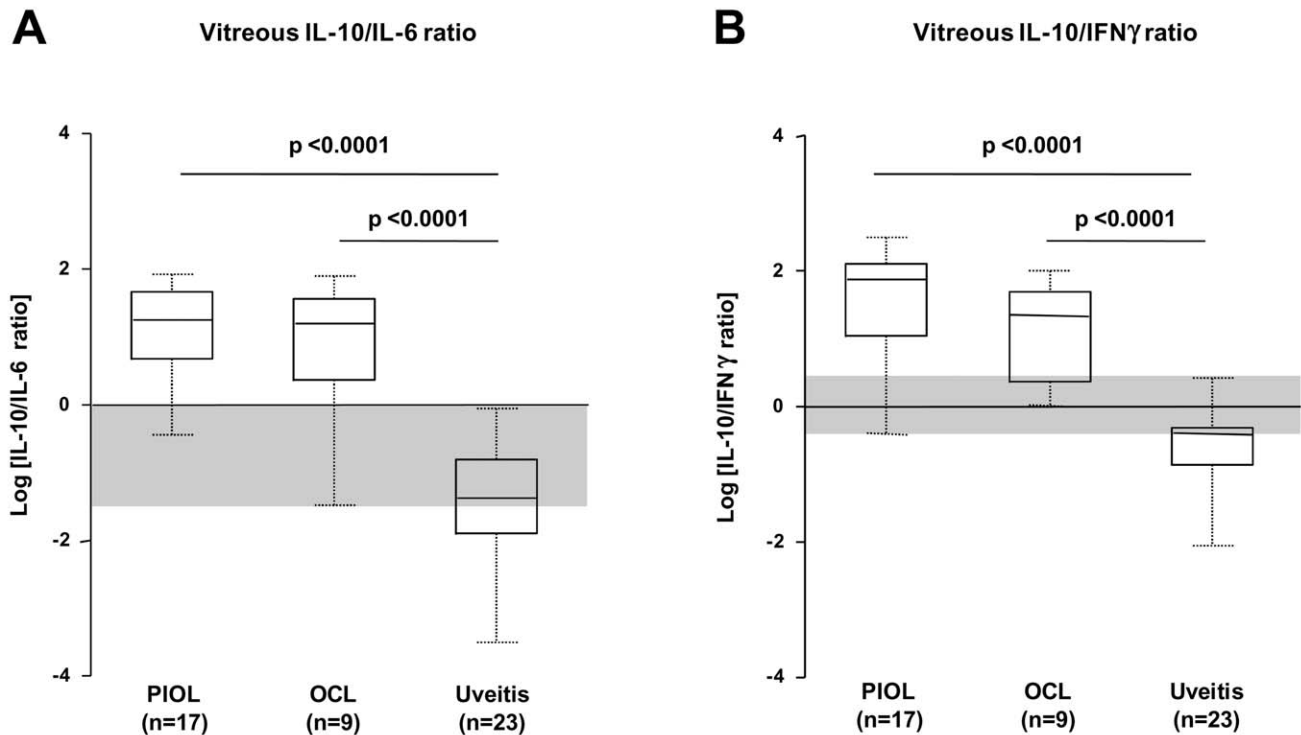 A
Vitreous IL-10/IL-6 ratio
Log [IL-10/IL-6 ratio)
4
2
0
-2
-4
p <0.0001
p <0.0001
PIOL
(n=17)
OCL
(n=9)
Uveitis
(n=23)
B
Vitreous IL-10/IFNγ ratio
Log [IL-10/IFN γ ratio]
4
2
0
-2
-4
p <0.0001
p <0.0001
PIOL
(n=17)
OCL
(n=9)
Uveitis
(n=23)